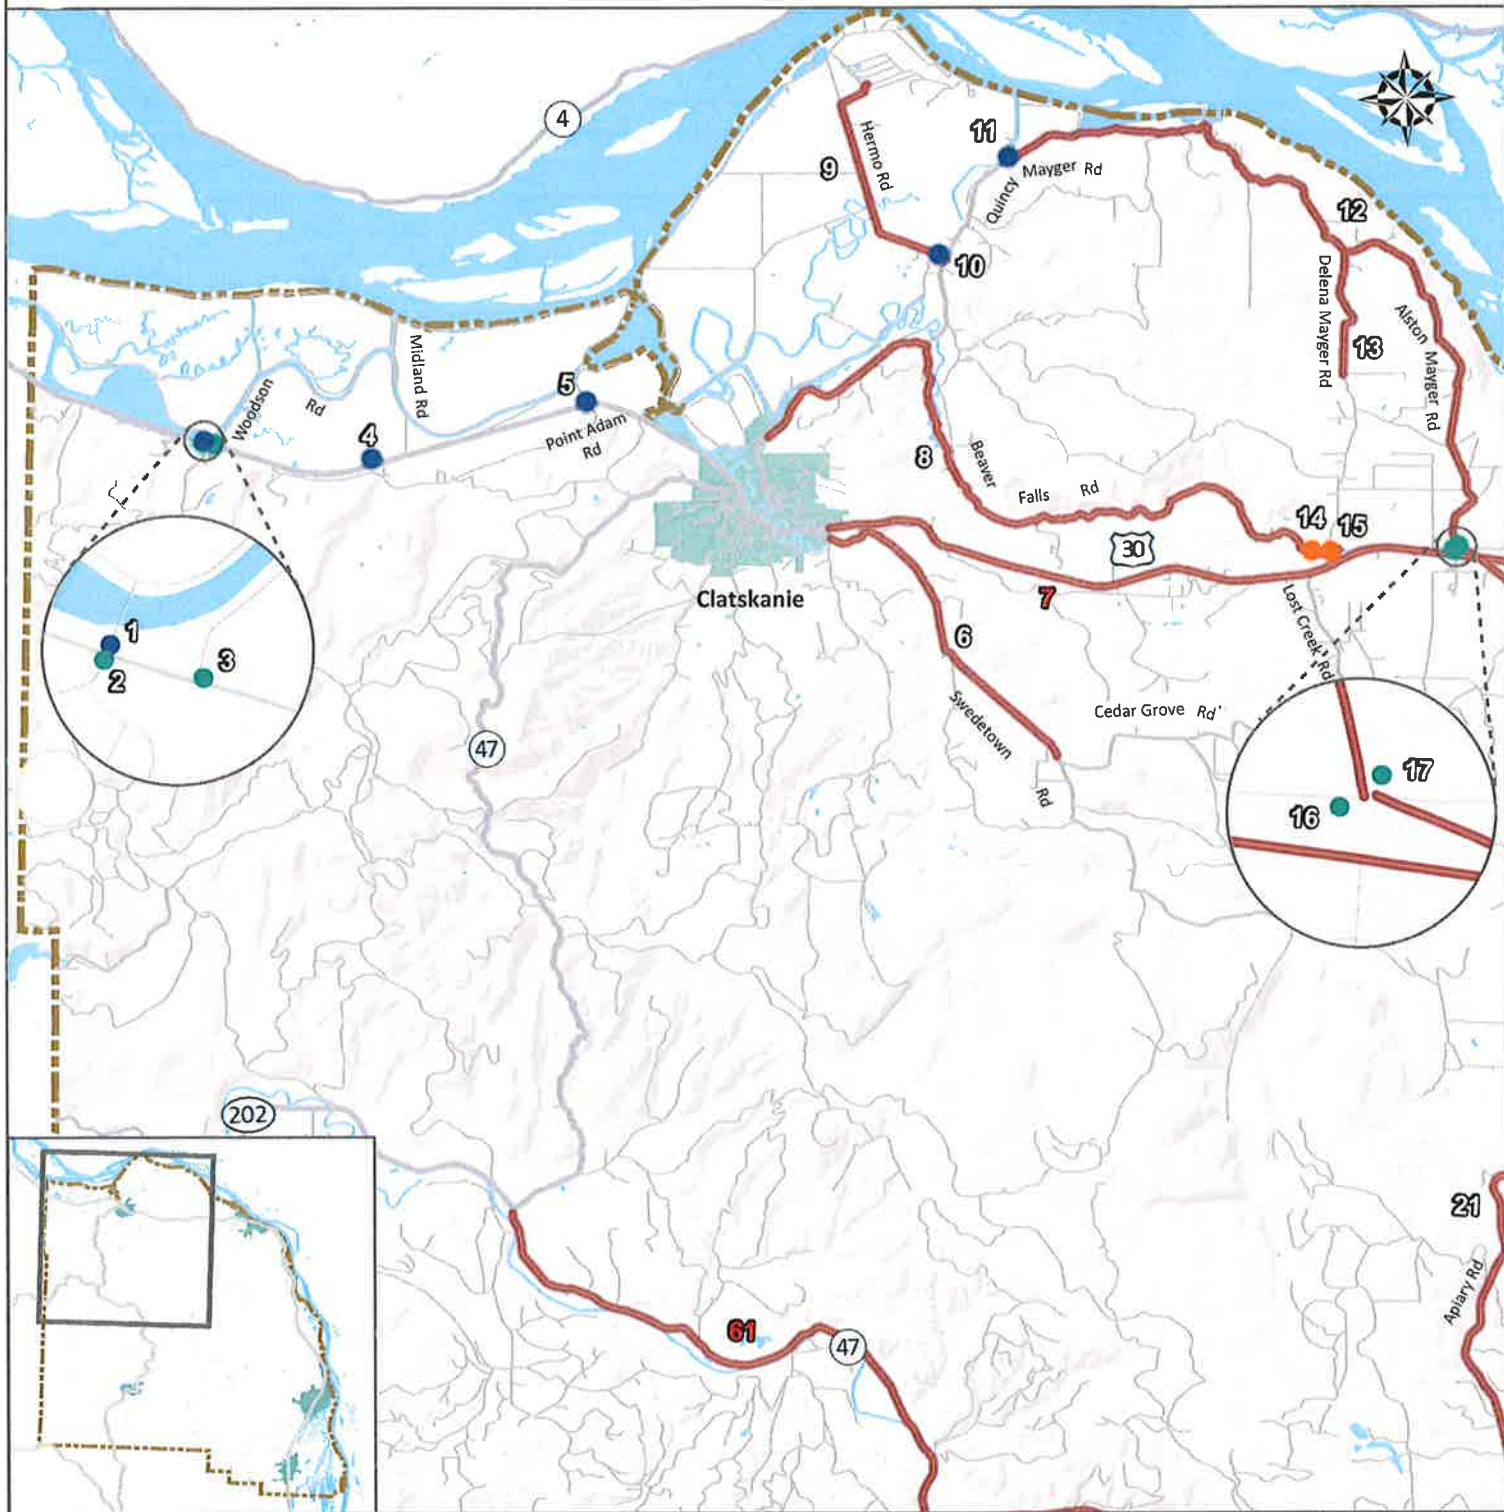 4
11
9
Hermo Rd
Quincy Mayger Rd
12
10
Delena Mayger Rd
13
Alston Mayger Rd
Midland Rd
5
Woodson Rd
4
Point Adam
Rd
8
Beaver Falls Rd
14
15
30
7
Clatskanie
6
Lost Creek Rd
1
2
3
Swedetown Rd
Cedar Grove Rd
47
17
16
202
21
Apiary Rd
61
47